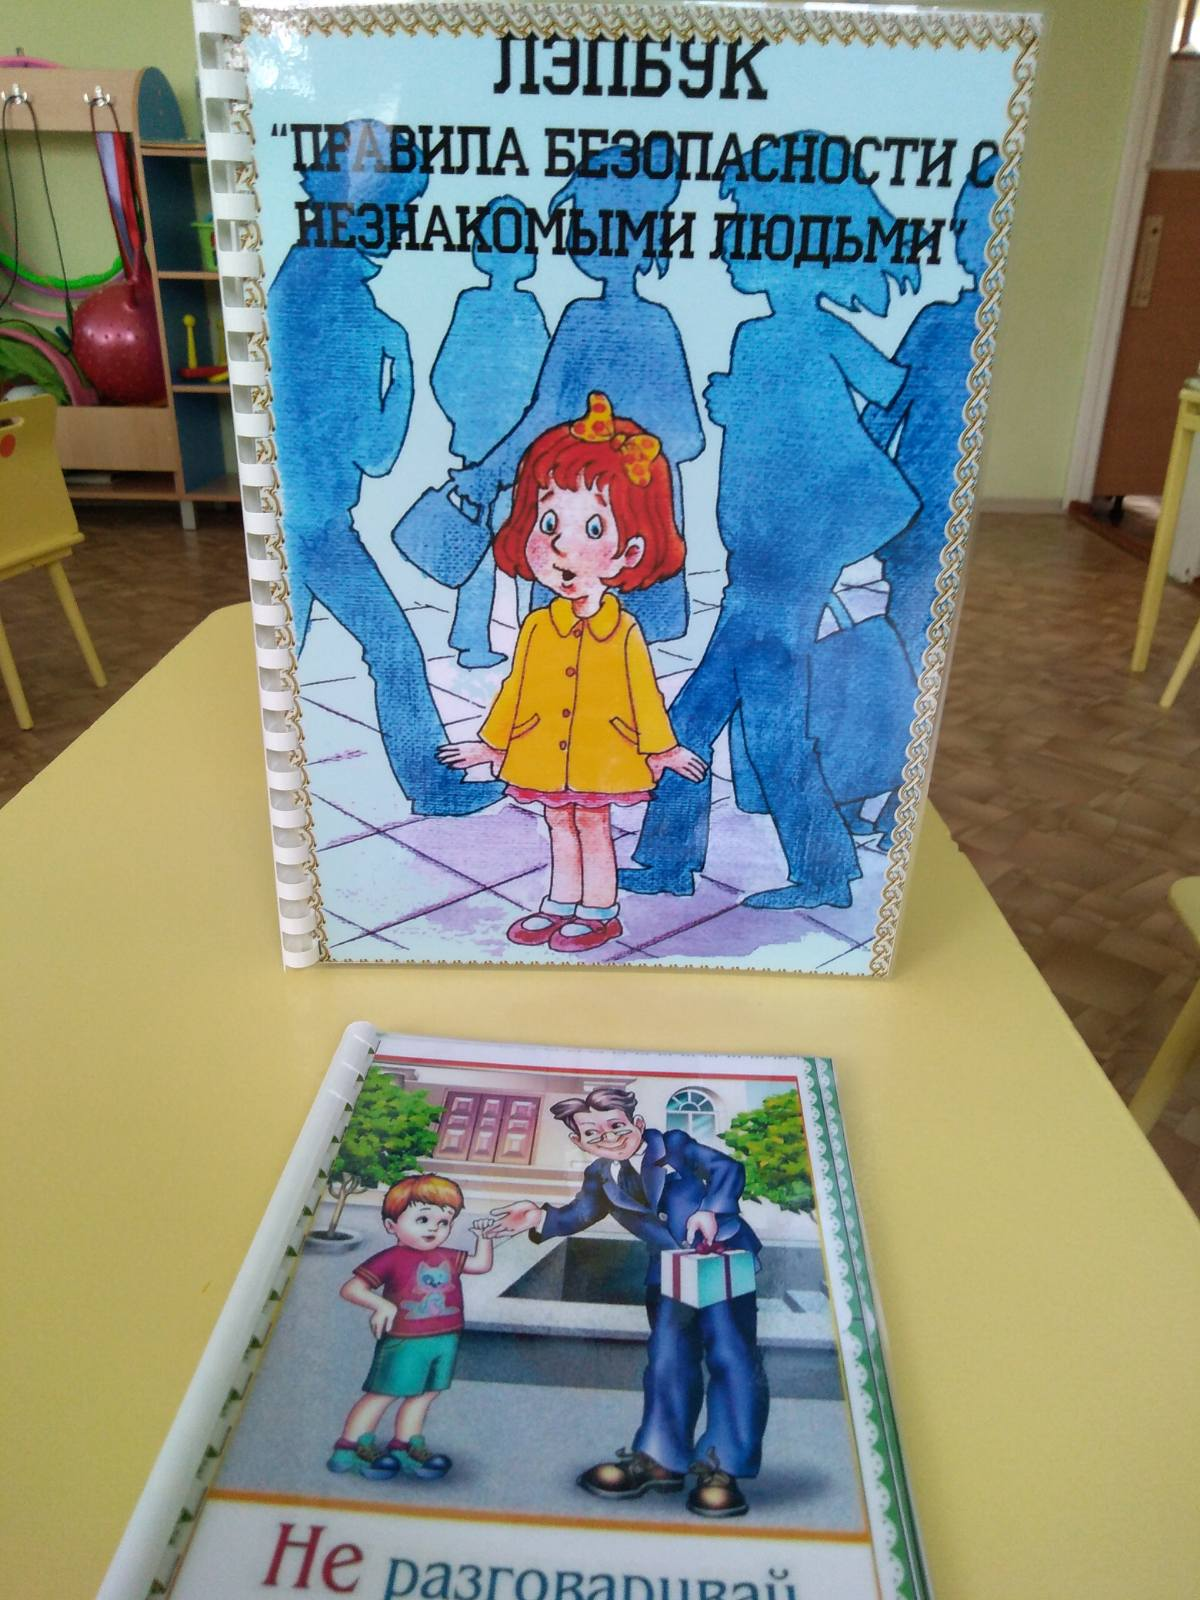 ЛЭПБУК
"ПРАВИЛА БЕЗОПАСНОСТИ С
НЕЗНАКОМЫМИ ЛЮДЬМИ"
Не разговаривай